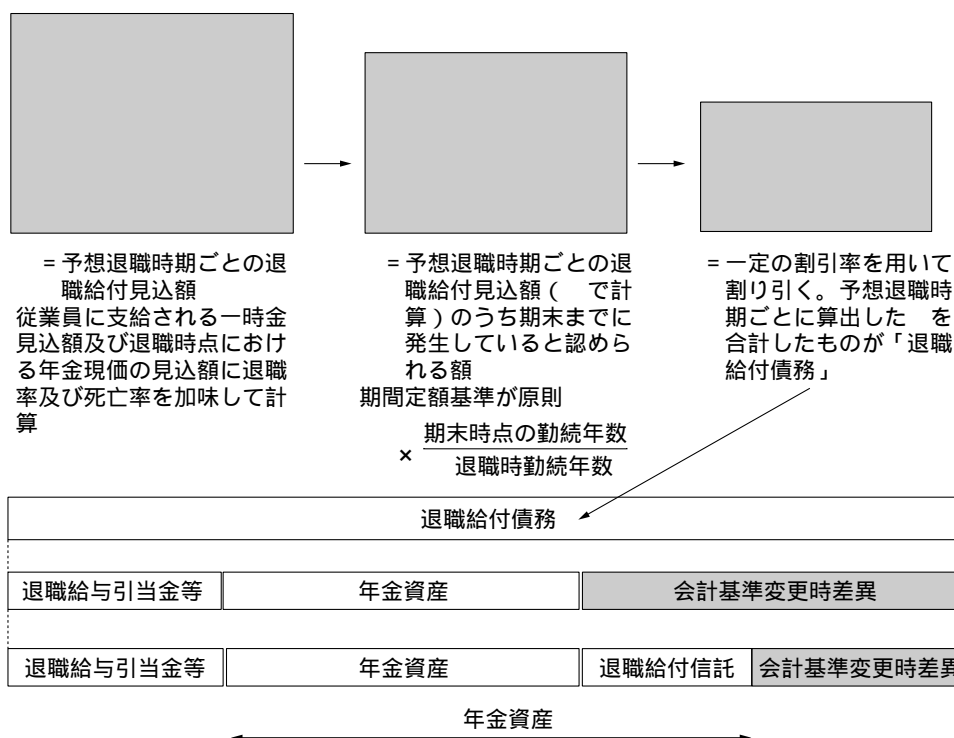 = 予想退職時期ごとの退
職給付見込額
従業員に支給される一時金
見込額及び退職時点におけ
る年金現価の見込額に退職
率及び死亡率を加味して計
算
= 予想退職時期ごとの退
職給付見込額(　で計
算)のうち期末までに
発生していると認めら
れる額
期間定額基準が原則
× 期末時点の勤続年数
退職時勤続年数
= 一定の割引率を用いて
割り引く。予想退職時
期ごとに算出した　を
合計したものが「退職
給付債務」
退職給付債務
退職給与引当金等 年金資産 会計基準変更時差異
退職給与引当金等 年金資産 退職給付信託 会計基準変更時差異
年金資産